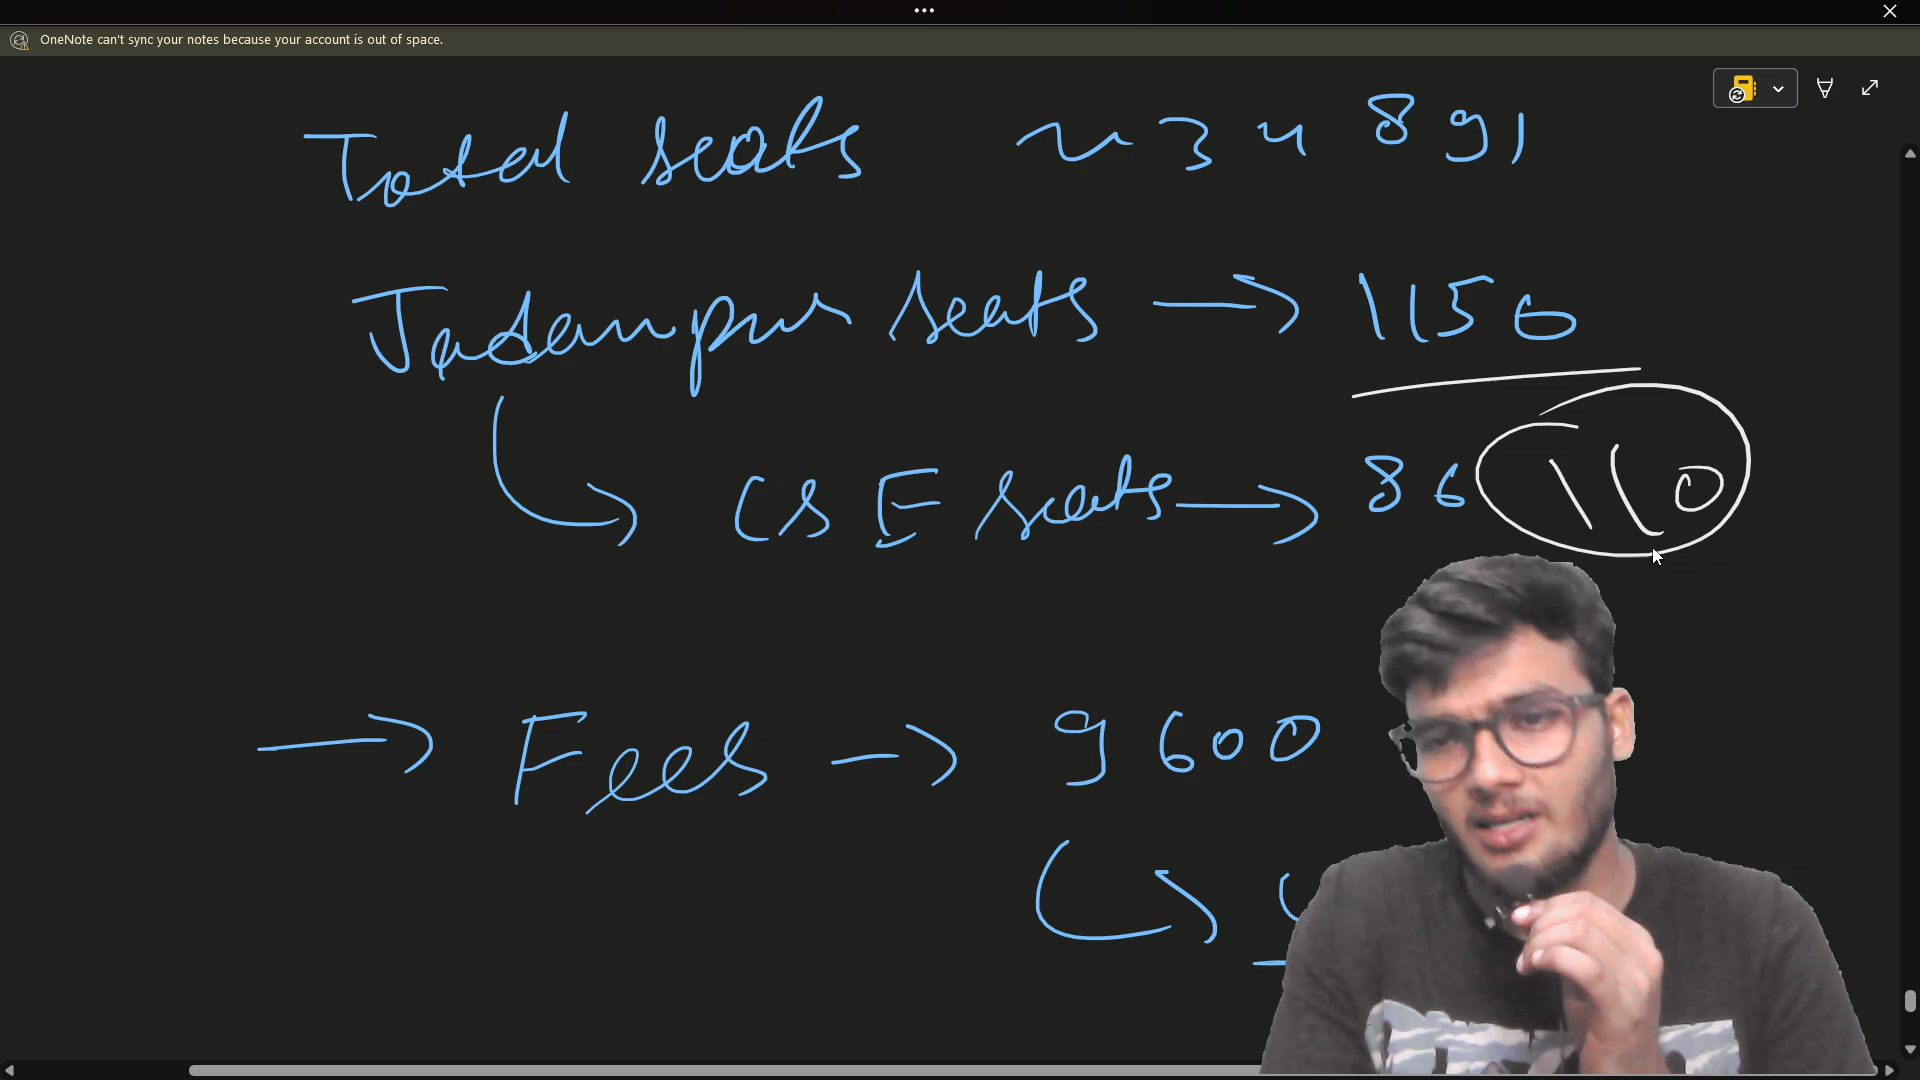 OneNote can't sync your notes because your account is out of space.
Total seats ~ 34891
Jadavpur seats → 1150
CSE seats → 86 110
→ Fees → 9600